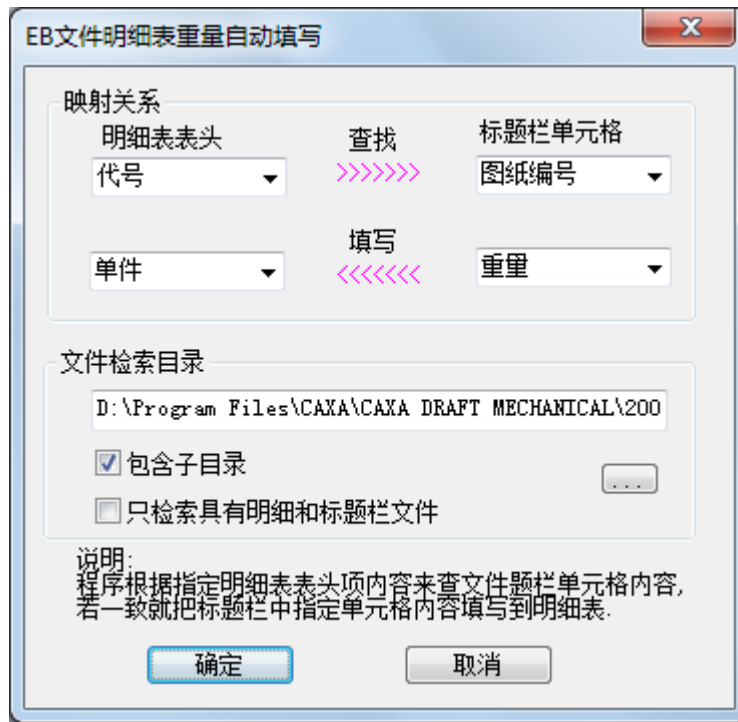 EB文件明细表重量自动填写
映射关系
明细表表头 查找 标题栏单元格
代号 >>>>>>> 图纸编号
填写
单件 <<<<<<< 重量
文件检索目录
D:\Program Files\CAXA\CAXA DRAFT MECHANICAL\200
包含子目录
...
只检索具有明细和标题栏文件
说明:
程序根据指定明细表表头项内容来查文件题栏单元格内容,
若一致就把标题栏中指定单元格内容填写到明细表.
确定 取消